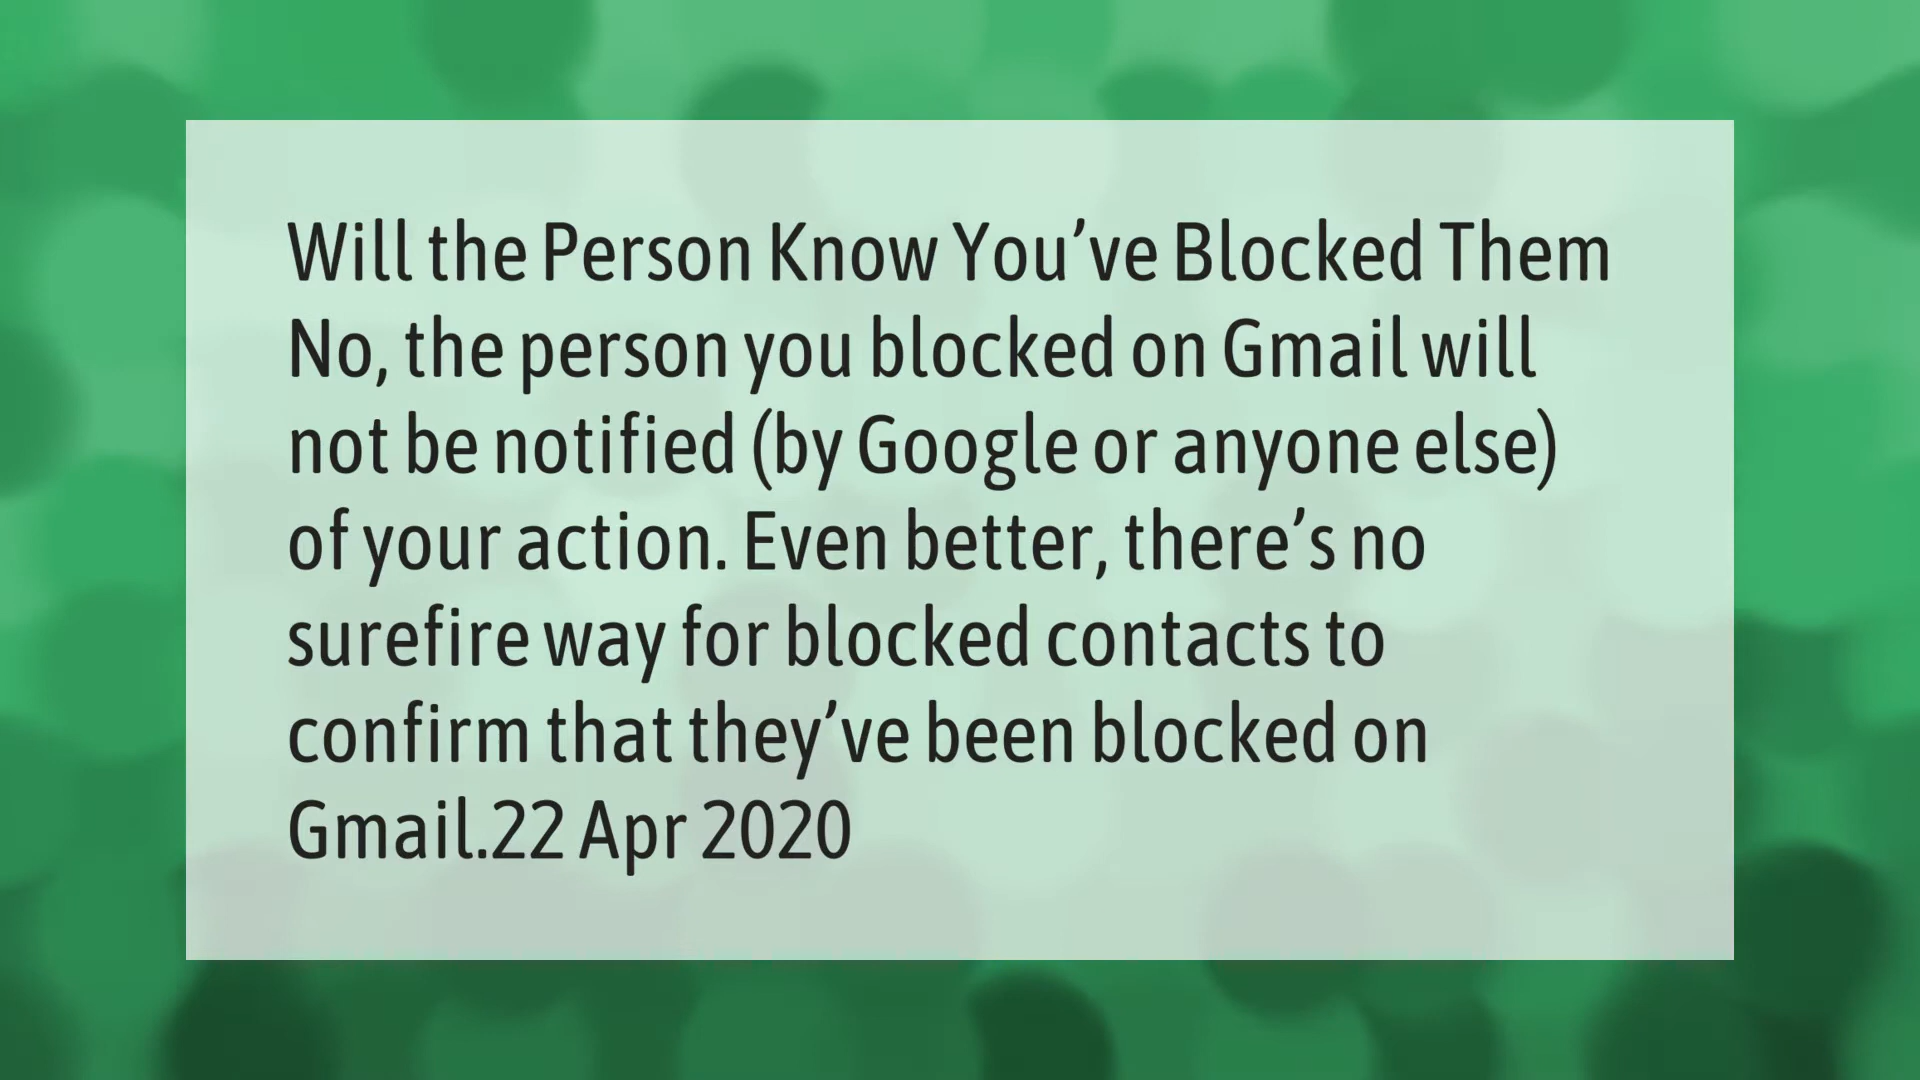 Will the Person Know You’ve Blocked Them
No, the person you blocked on Gmail will
not be notified (by Google or anyone else)
of your action. Even better, there’s no
surefire way for blocked contacts to
confirm that they’ve been blocked on
Gmail.22 Apr 2020